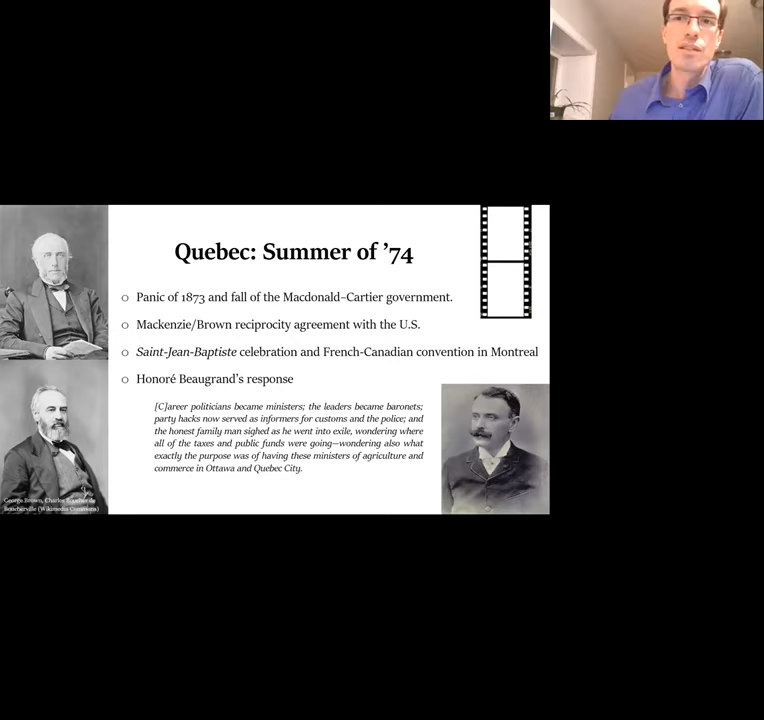 Quebec: Summer of ’74
Panic of 1873 and fall of the Macdonald–Cartier government.
Mackenzie/Brown reciprocity agreement with the U.S.
Saint-Jean-Baptiste celebration and French-Canadian convention in Montreal
Honoré Beaugrand’s response
[C]areer politicians became ministers; the leaders became baronets;
party hacks now served as informers for customs and the police; and
the honest family man sighed as he went into exile, wondering where
all of the taxes and public funds were going—wondering also what
exactly the purpose was of having these ministers of agriculture and
commerce in Ottawa and Quebec City.
George Brown, Charles Boucher de
Boucherville (Wikimedia Commons)